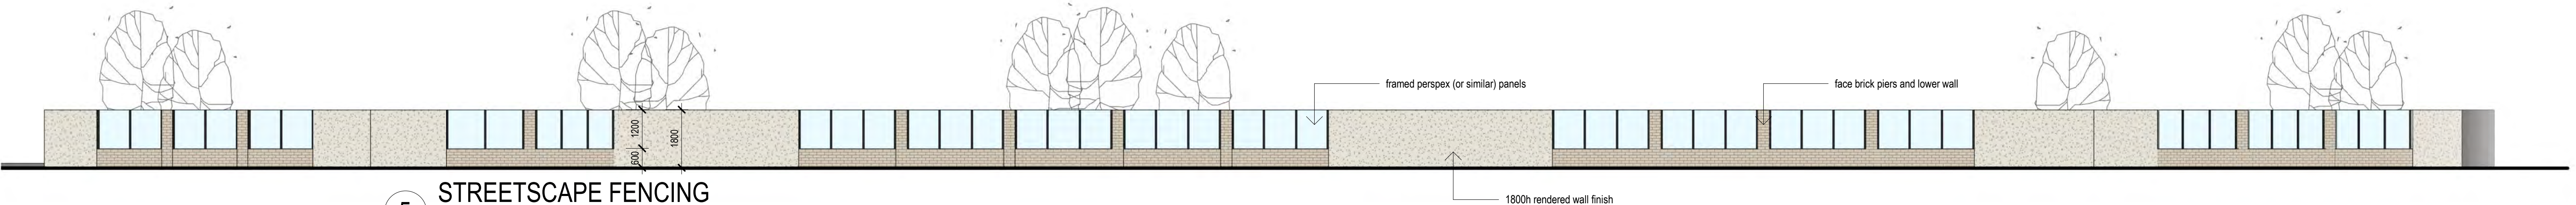 framed perspex (or similar) panels
face brick piers and lower wall
1200
1800
600
STREETSCAPE FENCING
1800h rendered wall finish